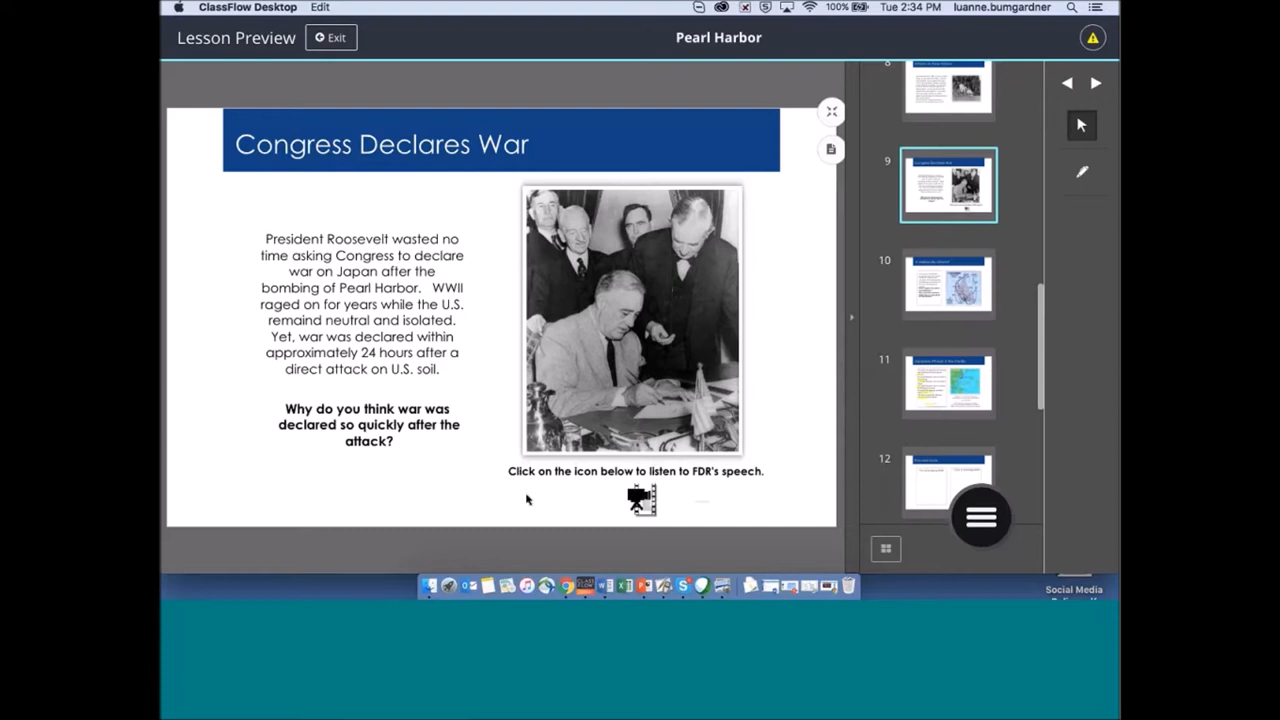 ClassFlow Desktop Edit 100% Tue 2:34 PM luanne.bumgardner
Lesson Preview Exit Pearl Harbor
8
Congress Declares War
President Roosevelt wasted no
time asking Congress to declare
war on Japan after the
bombing of Pearl Harbor. WWII
raged on for years while the U.S.
remaind neutral and isolated.
Yet, war was declared within
approximately 24 hours after a
direct attack on U.S. soil.
Why do you think war was
declared so quickly after the
attack?
Click on the icon below to listen to FDR's speech.
9
Congress Declares War
10
11
12
Social Media